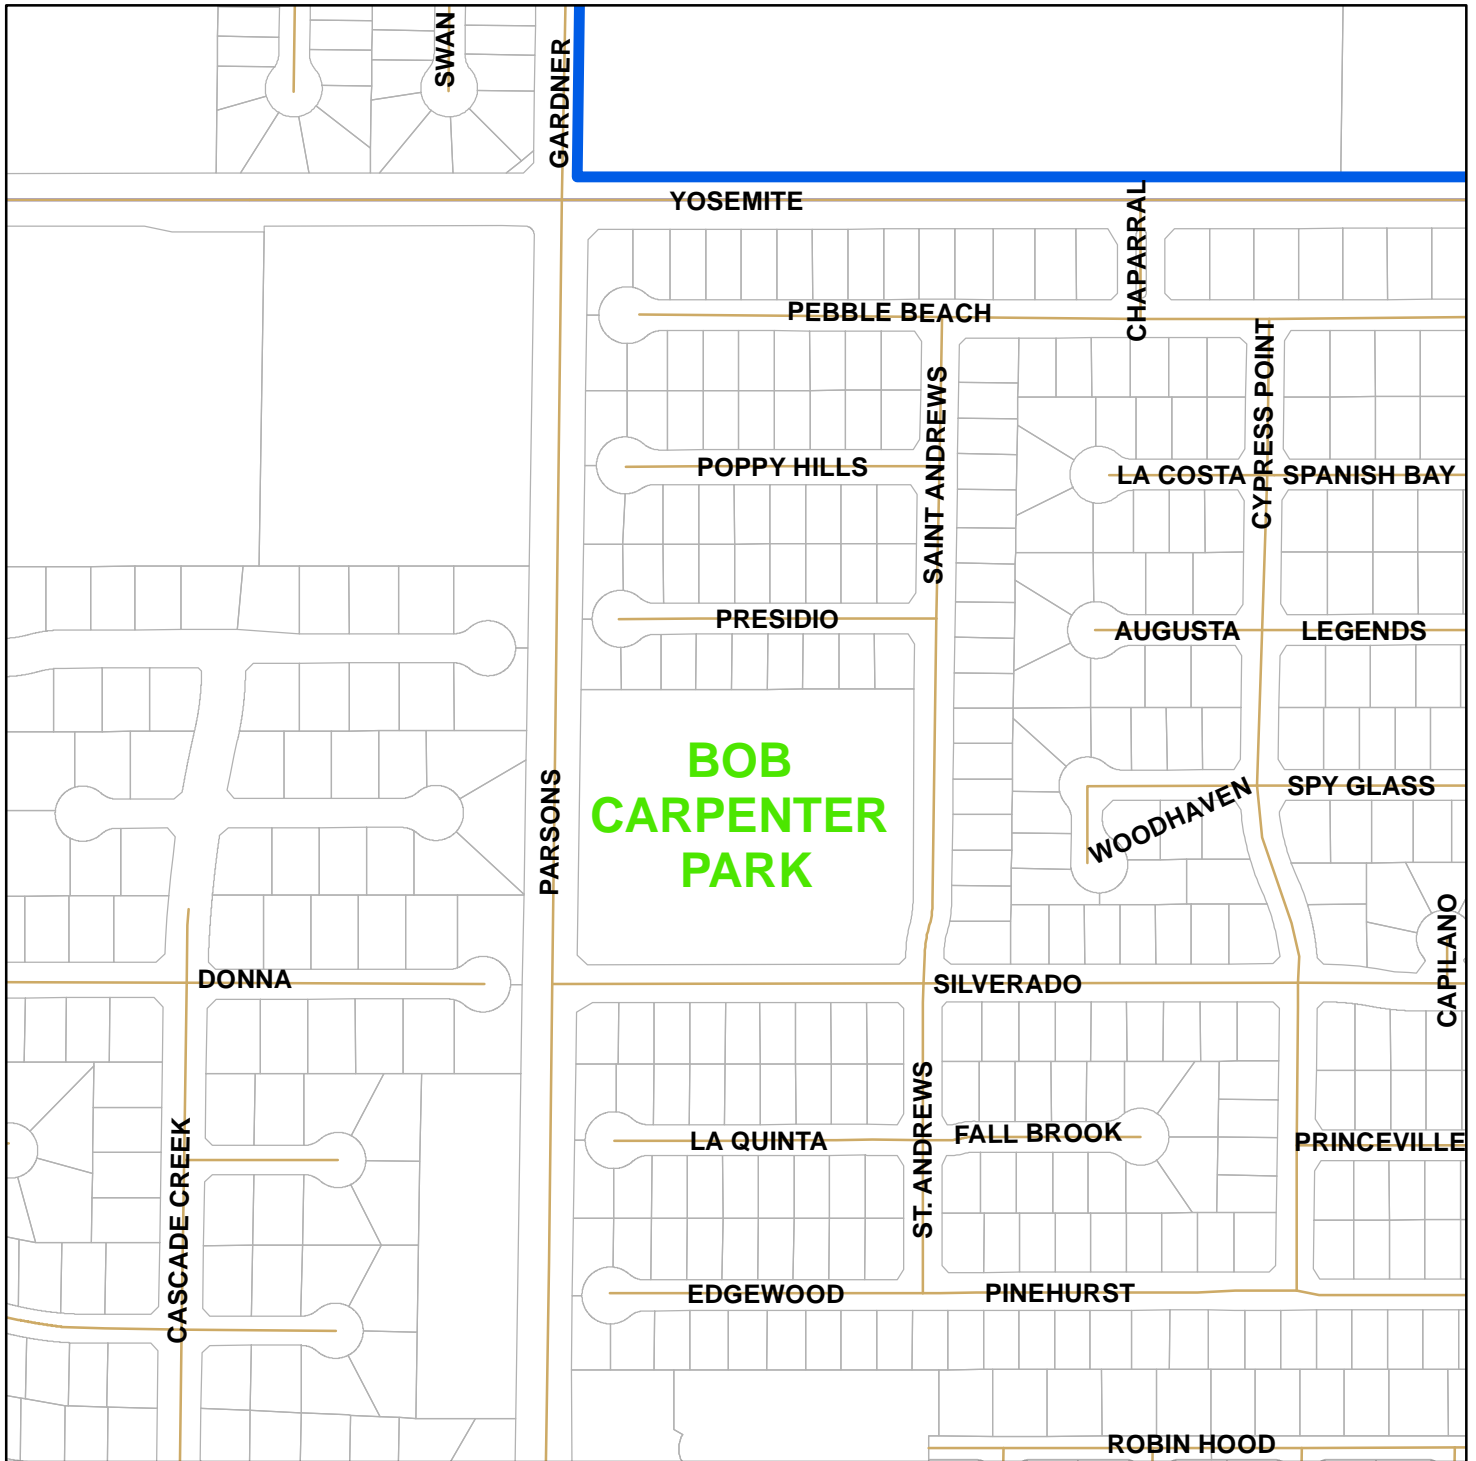 SWAN
GARDNER
YOSEMITE
CHAPARRAL
PEBBLE BEACH
CYPRESS POINT
SAINT ANDREWS
POPPY HILLS
LA COSTA
SPANISH BAY
PRESIDIO
AUGUSTA
LEGENDS
BOB
CARPENTER
PARK
PARSONS
WOODHAVEN
SPY GLASS
CAPILANO
DONNA
SILVERADO
ST. ANDREWS
CASCADE CREEK
LA QUINTA
FALL BROOK
PRINCEVILLE
EDGEWOOD
PINEHURST
ROBIN HOOD